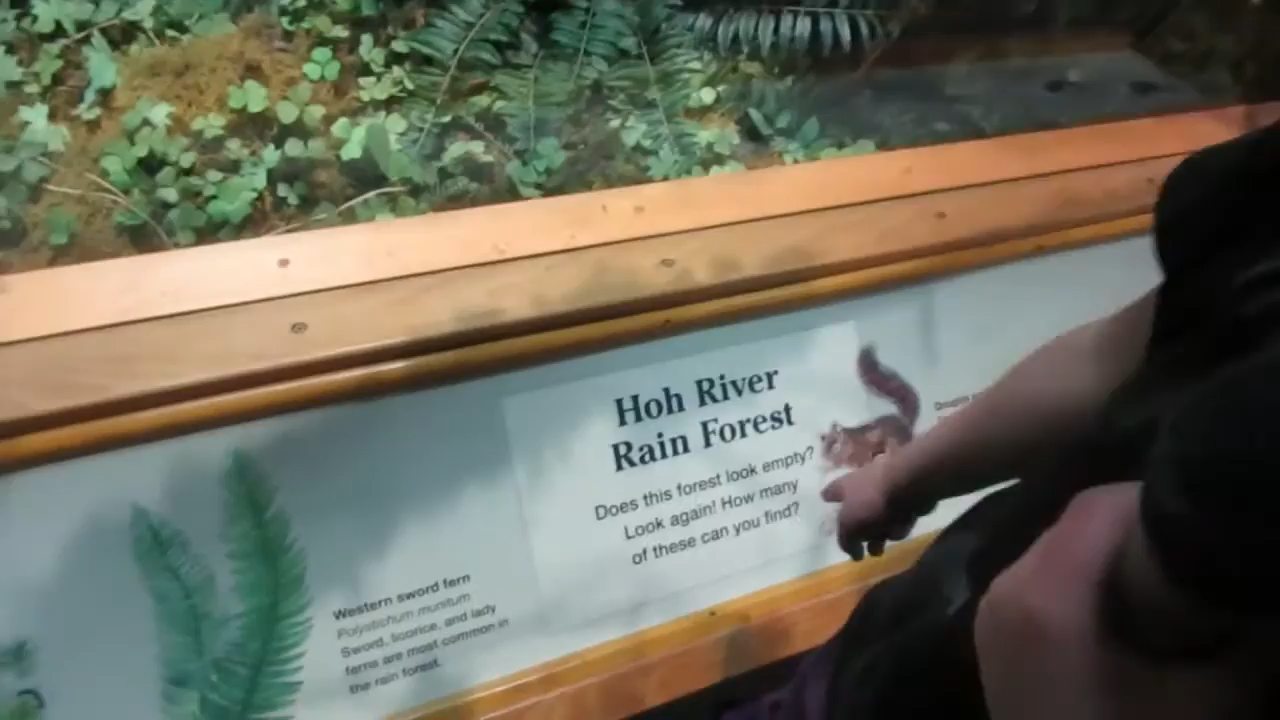 Hoh River
Rain Forest
Does this forest look empty?
Look again! How many
of these can you find?
Western sword fern
Polystichum munitum
Sword, licorice, and lady
ferns are most common in
the rain forest.